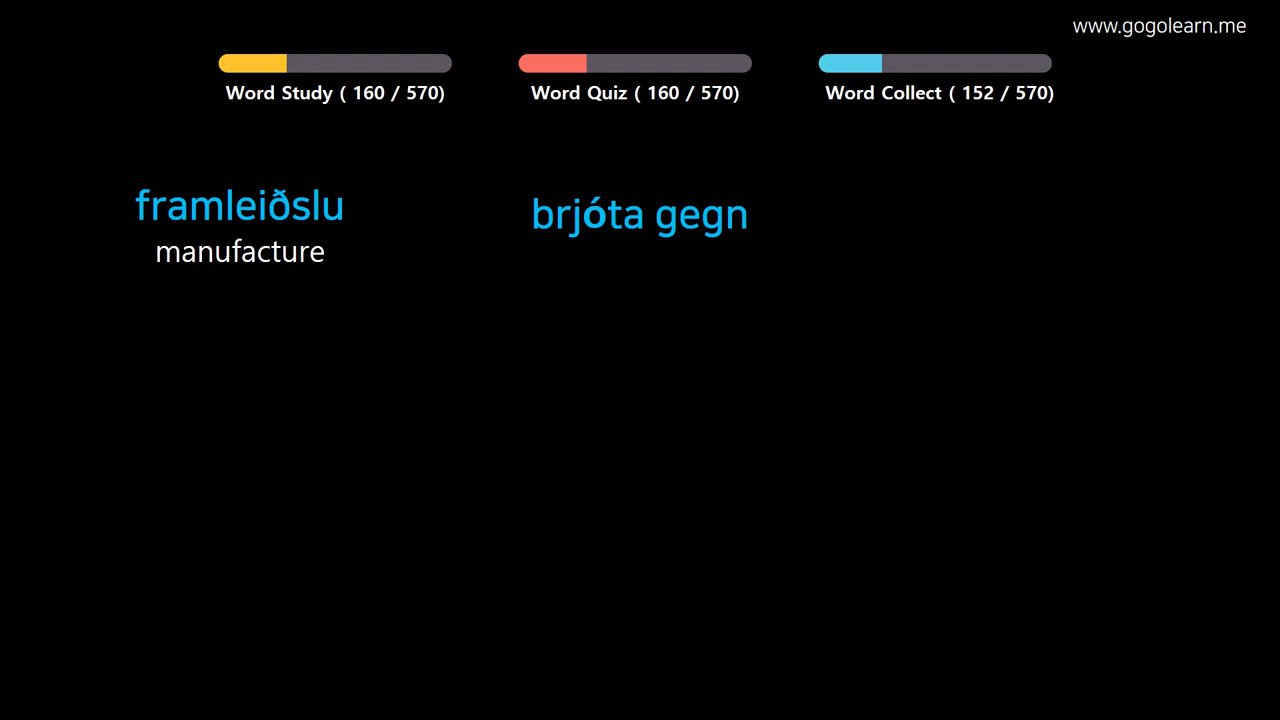 www.gogolearn.me
Word Study ( 160 / 570)
Word Quiz ( 160 / 570)
Word Collect ( 152 / 570)
framleiðslu
manufacture
brjóta gegn